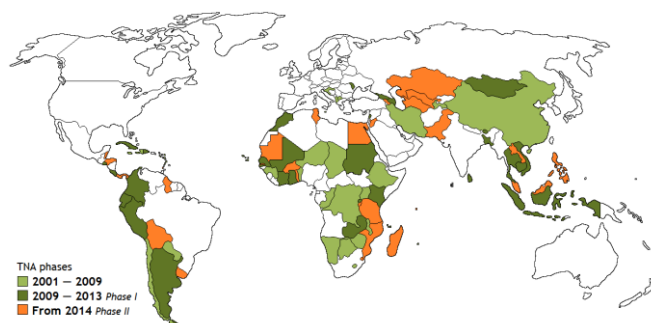 TNA phases
2001 — 2009
2009 — 2013 Phase I
From 2014 Phase II